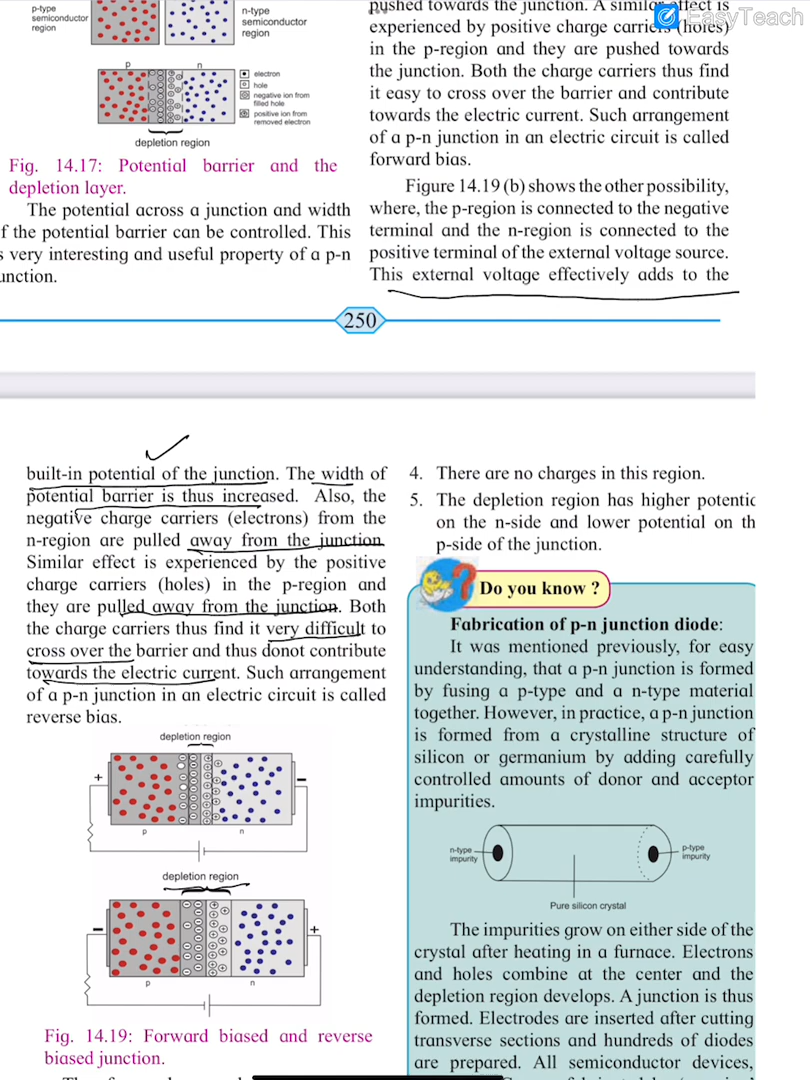 p-type
semiconductor
region
n-type
semiconductor
region
p
n
electron
hole
negative ion from
filled hole
positive ion from
removed electron
depletion region
Fig. 14.17: Potential barrier and the
depletion layer.
The potential across a junction and width
f the potential barrier can be controlled. This
s very interesting and useful property of a p-n
unction.
pushed towards the junction. A similar effect is
experienced by positive charge carriers (holes)
in the p-region and they are pushed towards
the junction. Both the charge carriers thus find
it easy to cross over the barrier and contribute
towards the electric current. Such arrangement
of a p-n junction in an electric circuit is called
forward bias.
Figure 14.19 (b) shows the other possibility,
where, the p-region is connected to the negative
terminal and the n-region is connected to the
positive terminal of the external voltage source.
This external voltage effectively adds to the
EasyTeach
250
built-in potential of the junction. The width of
potential barrier is thus increased. Also, the
negative charge carriers (electrons) from the
n-region are pulled away from the junction.
Similar effect is experienced by the positive
charge carriers (holes) in the p-region and
they are pulled away from the junction. Both
the charge carriers thus find it very difficult to
cross over the barrier and thus donot contribute
towards the electric current. Such arrangement
of a p-n junction in an electric circuit is called
reverse bias.
depletion region
+
−
p
n
depletion region
−
+
p
n
Fig. 14.19: Forward biased and reverse
biased junction.
4. There are no charges in this region.
5. The depletion region has higher potentic
on the n-side and lower potential on th
p-side of the junction.
Do you know ?
Fabrication of p-n junction diode:
It was mentioned previously, for easy
understanding, that a p-n junction is formed
by fusing a p-type and a n-type material
together. However, in practice, a p-n junction
is formed from a crystalline structure of
silicon or germanium by adding carefully
controlled amounts of donor and acceptor
impurities.
n-type
impurity
p-type
impurity
Pure silicon crystal
The impurities grow on either side of the
crystal after heating in a furnace. Electrons
and holes combine at the center and the
depletion region develops. A junction is thus
formed. Electrodes are inserted after cutting
transverse sections and hundreds of diodes
are prepared. All semiconductor devices,